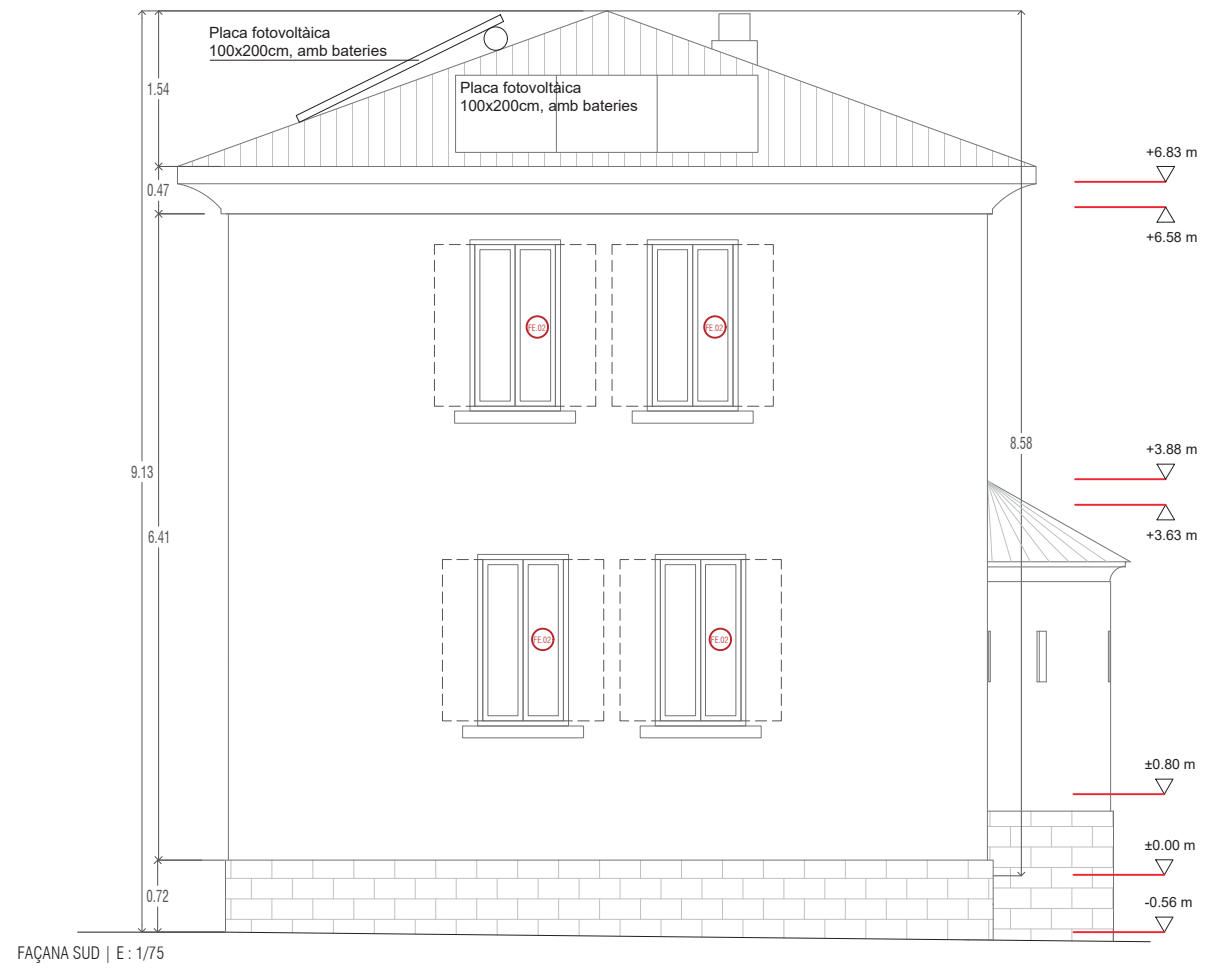 Placa fotovoltàica
100x200cm, amb bateries
Placa fotovoltàica
100x200cm, amb bateries
1.54
+6.83 m
0.47
+6.58 m
FE.02
FE.02
8.58
+3.88 m
9.13
6.41
+3.63 m
FE.02
FE.02
±0.80 m
±0.00 m
0.72
-0.56 m
FAÇANA SUD | E : 1/75